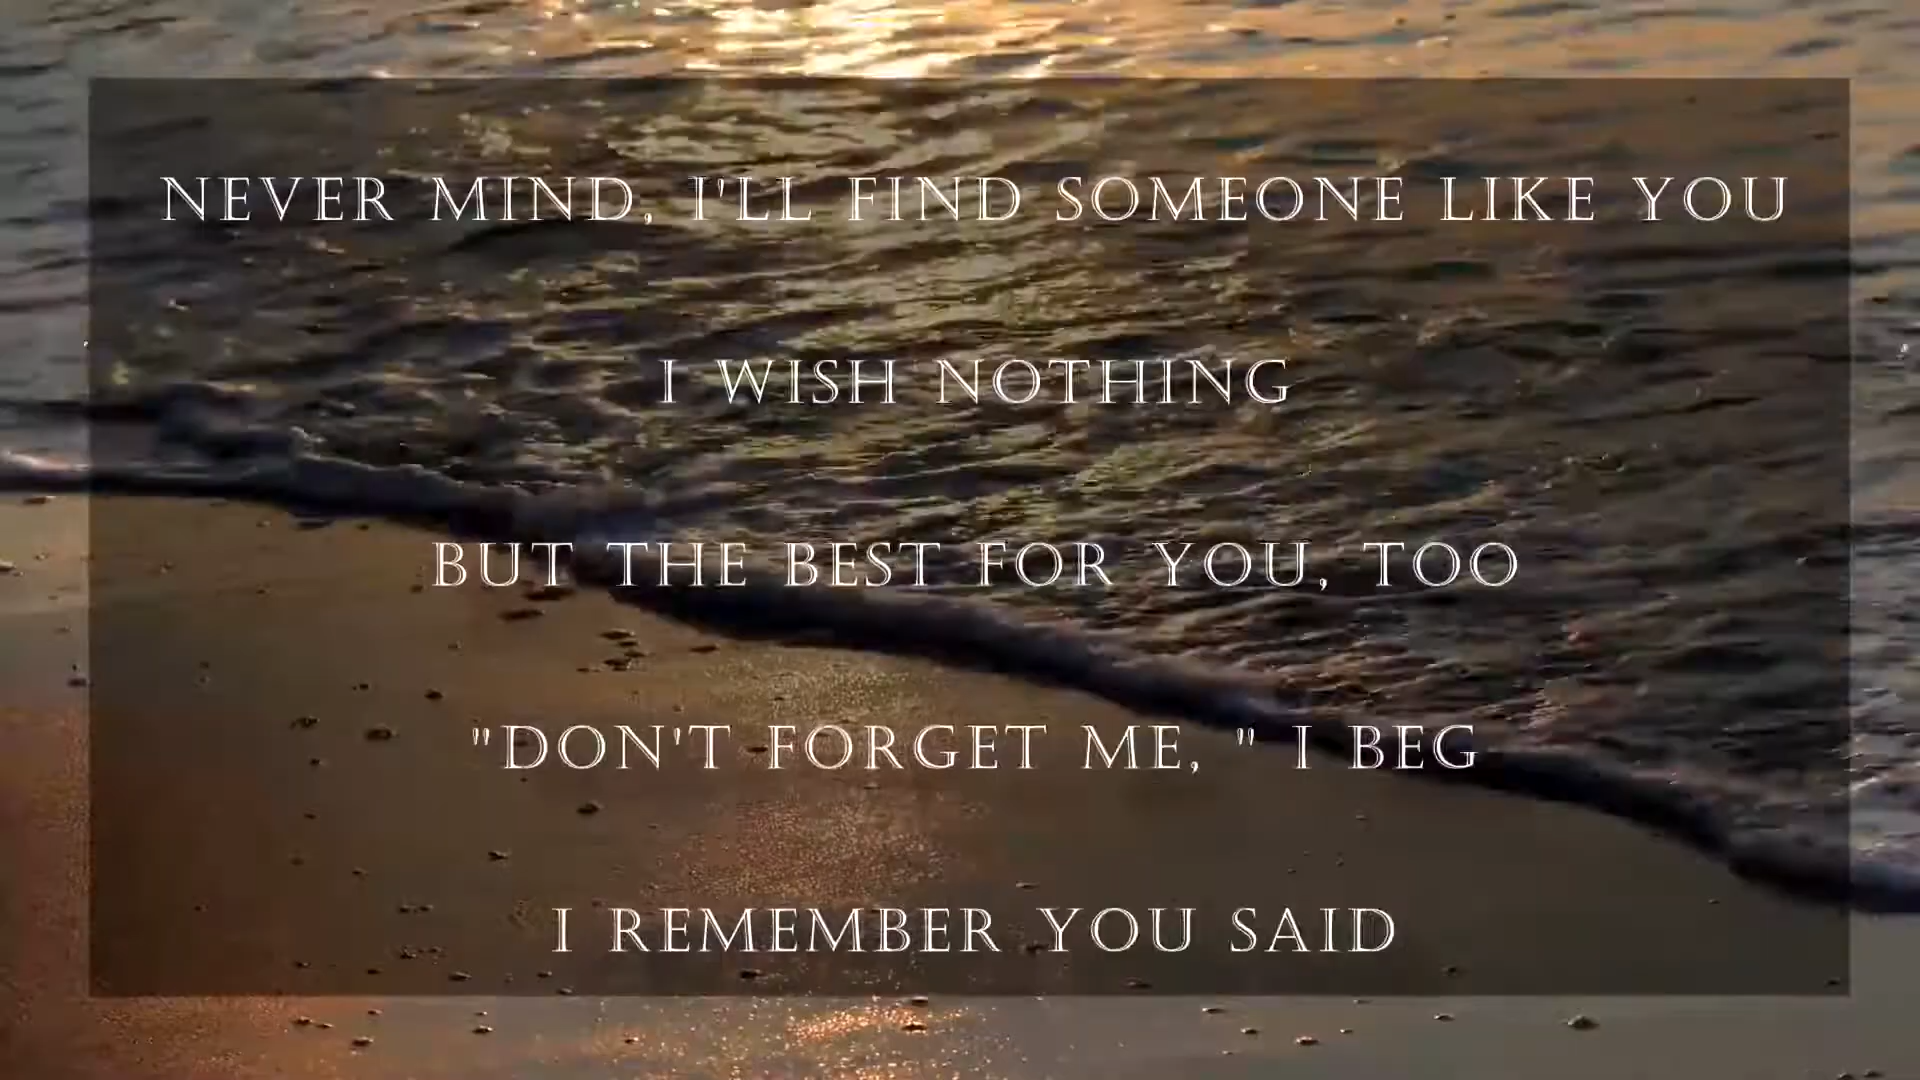 NEVER MIND, I'LL FIND SOMEONE LIKE YOU
I WISH NOTHING
BUT THE BEST FOR YOU, TOO
"DON'T FORGET ME, " I BEG
I REMEMBER YOU SAID